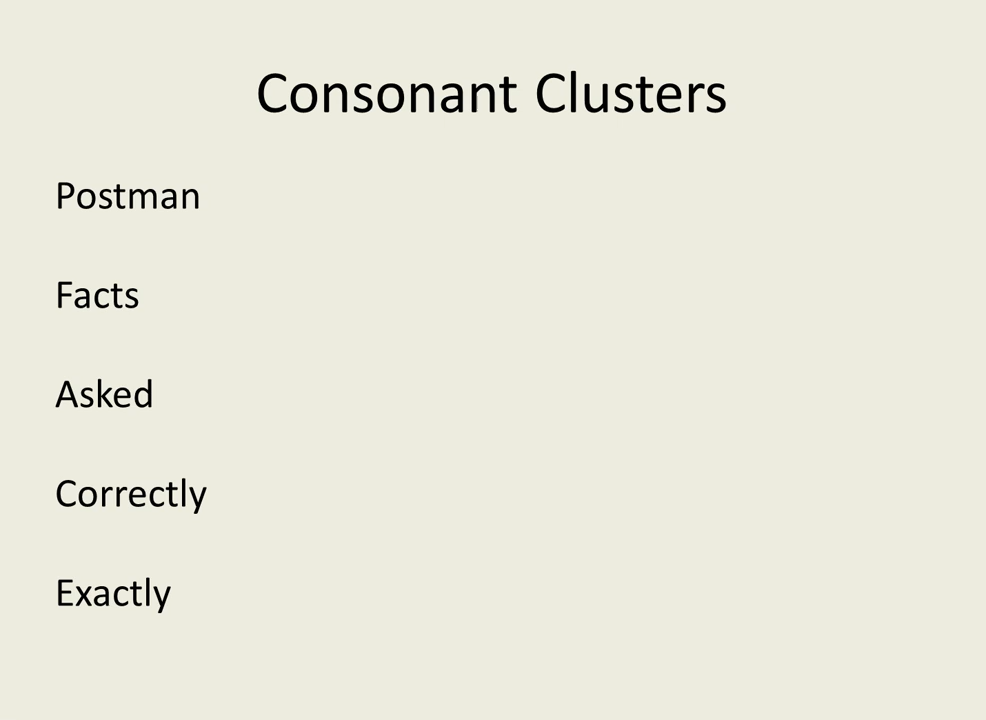 Consonant Clusters
Postman
Facts
Asked
Correctly
Exactly